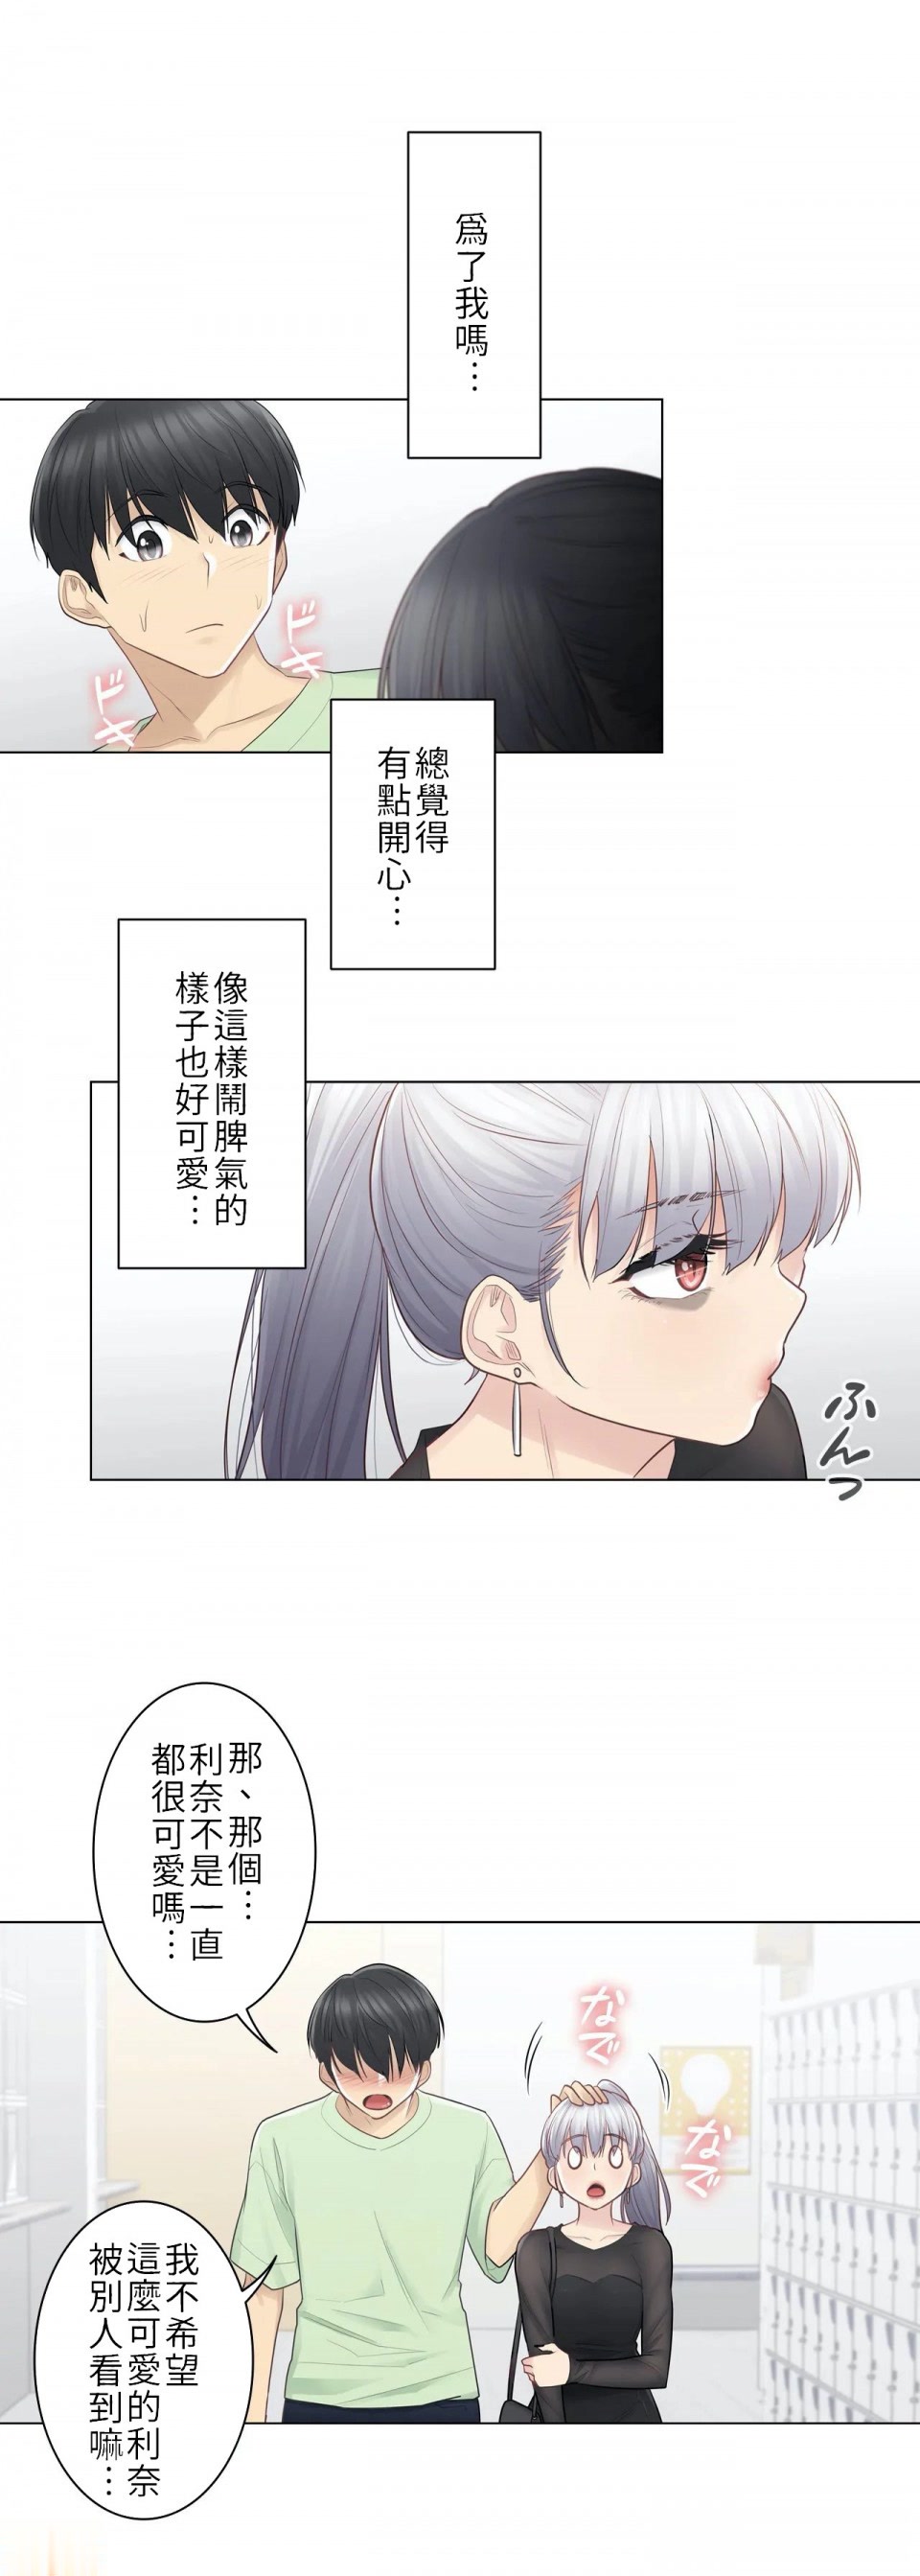 爲了我嗎…
ドキ
ドキ
總覺得
有點開心…
像這樣鬧脾氣的
樣子也好可愛…
ふんっ
那、那個…
利奈不是一直
都很可愛嗎…
なで
なで
我不希望
這麼可愛的利奈
被別人看到嘛…